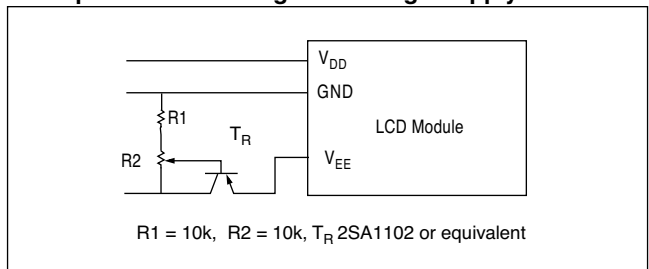 V_DD
GND
R1
T_R
LCD Module
R2
V_EE
R1 = 10k, R2 = 10k, T_R 2SA1102 or equivalent